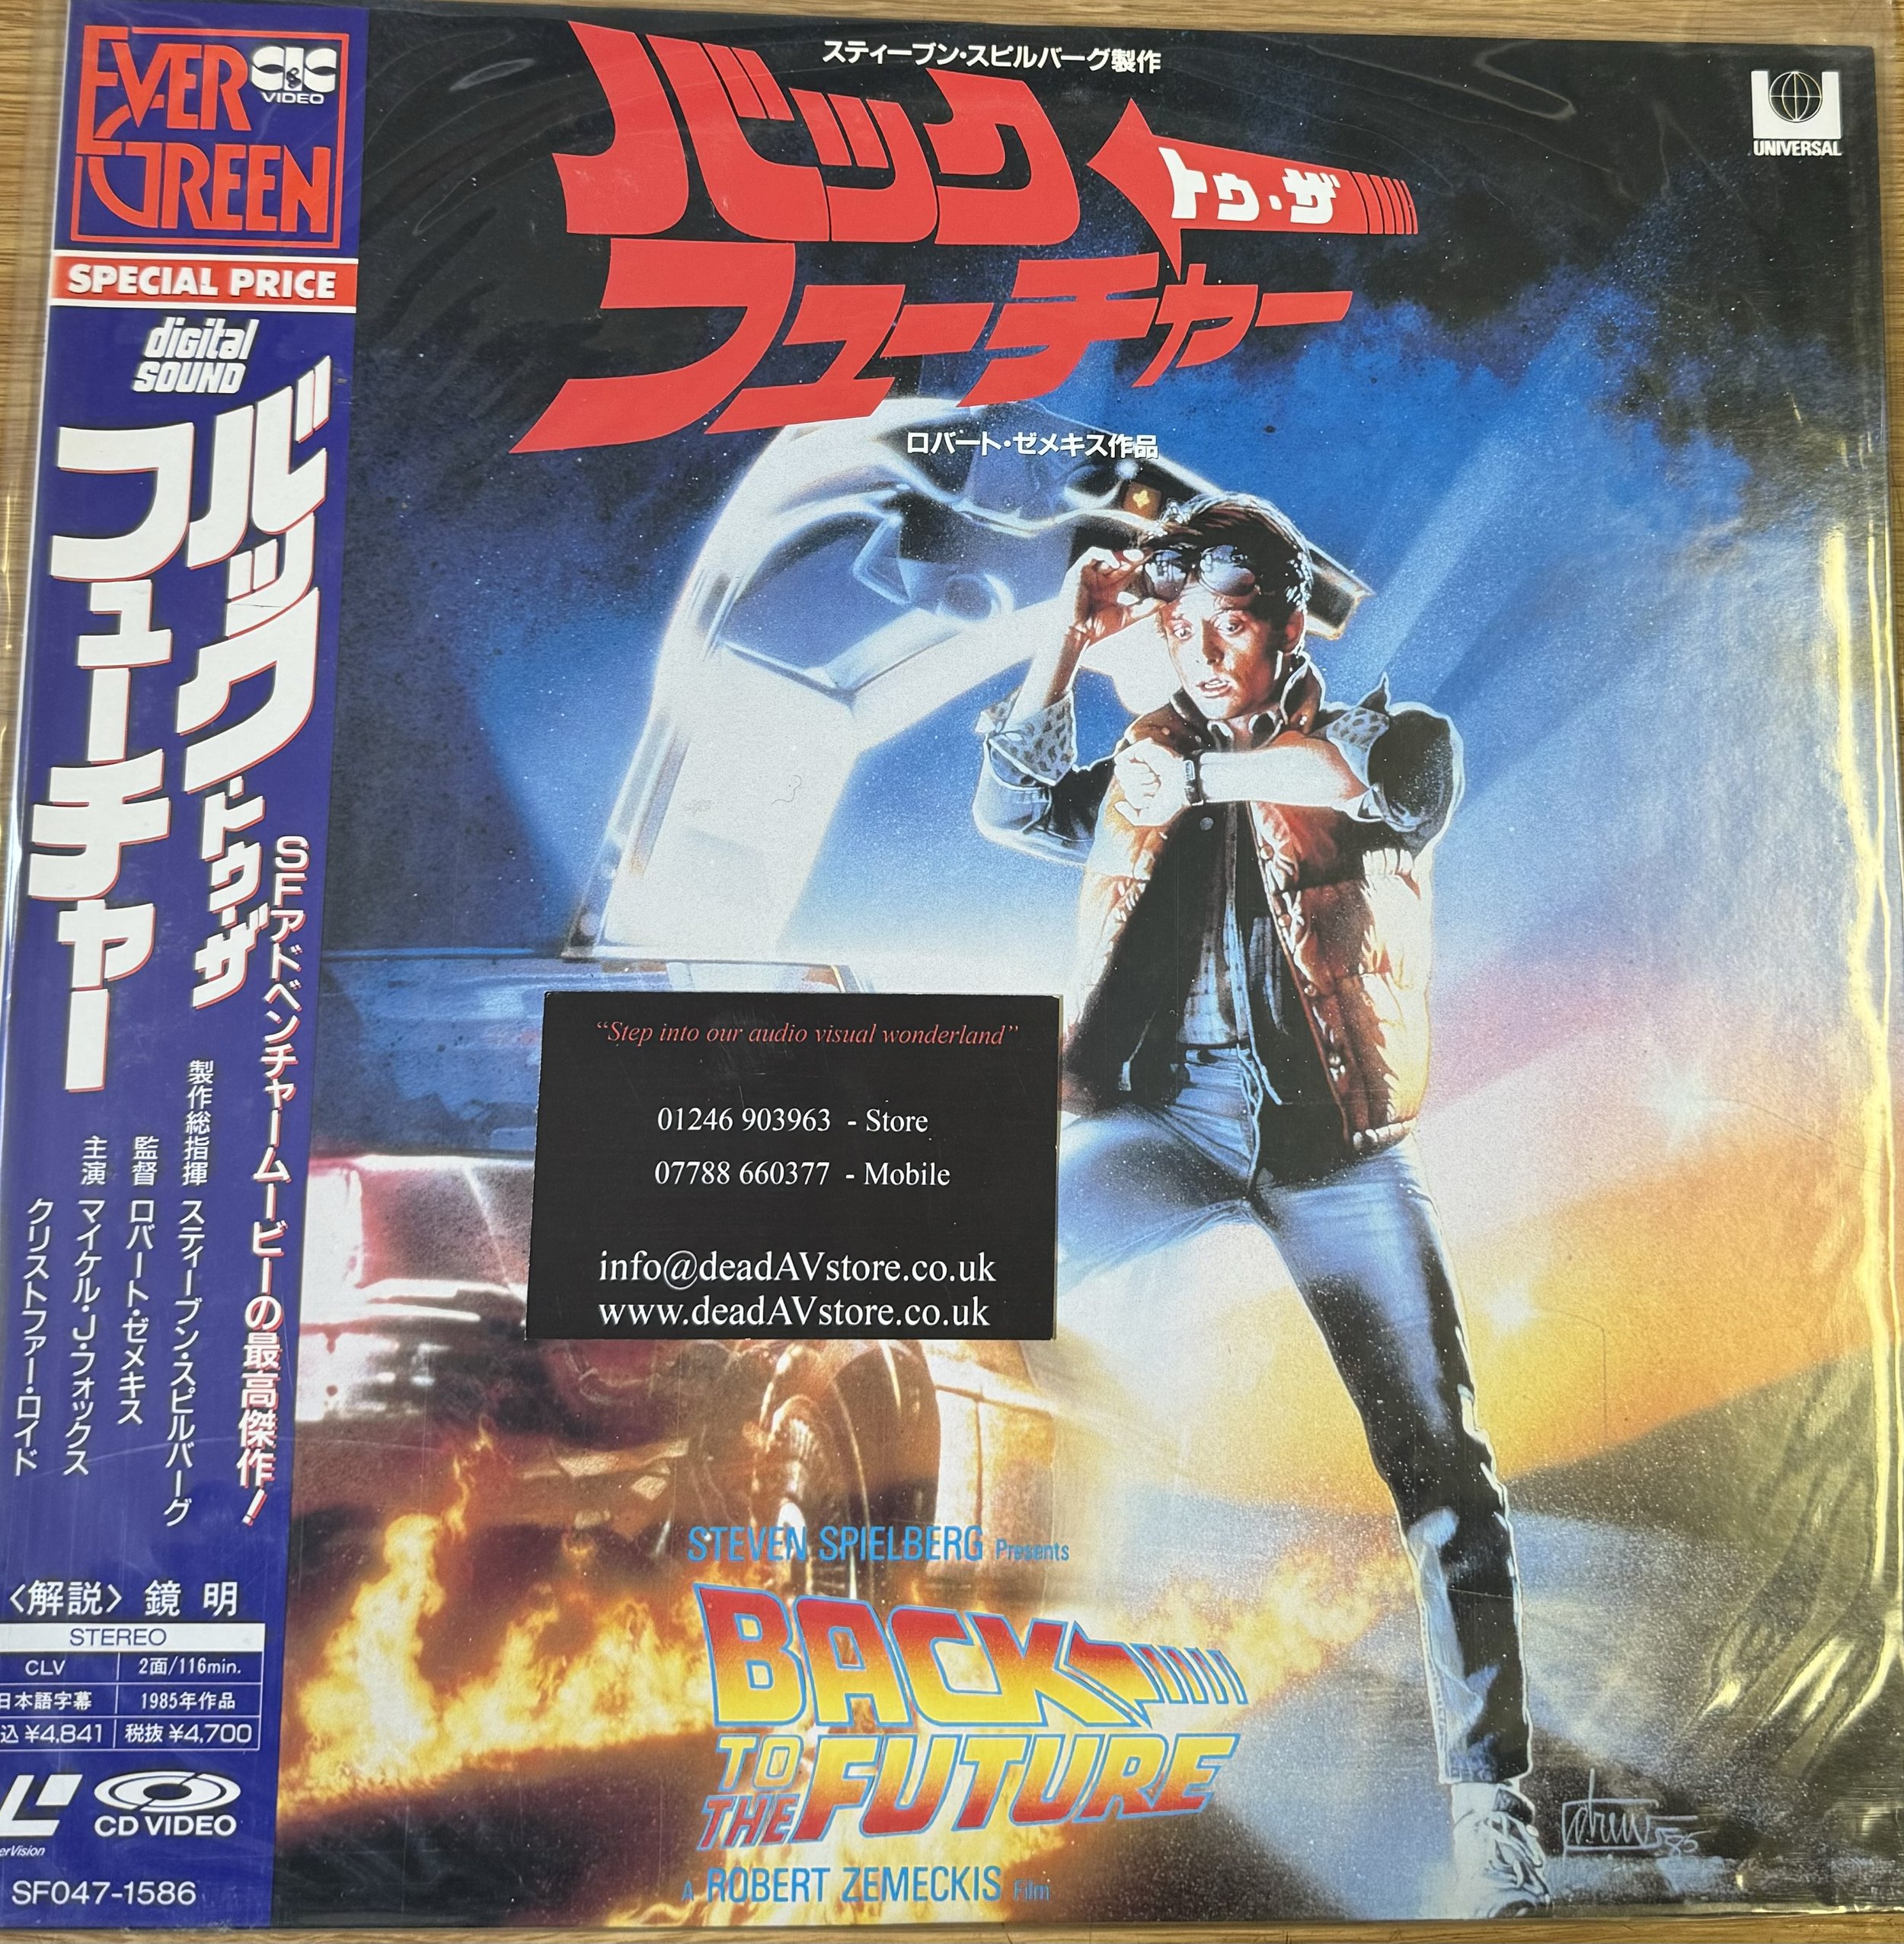 EVER
GREEN
CIC
VIDEO
SPECIAL PRICE
digital
SOUND
バック・トゥ・ザ
フューチャー
SFアドベンチャームービーの最高傑作!
製作総指揮 スティーブン・スピルバーグ
監督 ロバート・ゼメキス
主演 マイケル・J・フォックス
クリストファー・ロイド
〈解説〉鏡 明
STEREO
CLV 2面/116min.
日本語字幕 1985年作品
込 ¥4,841 税抜 ¥4,700
CD VIDEO
erVision
SF047-1586
スティーブン・スピルバーグ製作
バック
トゥ・ザ
フューチャー
ロバート・ゼメキス作品
UNIVERSAL
“Step into our audio visual wonderland”
01246 903963 - Store
07788 660377 - Mobile
info@deadAVstore.co.uk
www.deadAVstore.co.uk
STEVEN SPIELBERG Presents
BACK
TO
THE FUTURE
A ROBERT ZEMECKIS Film